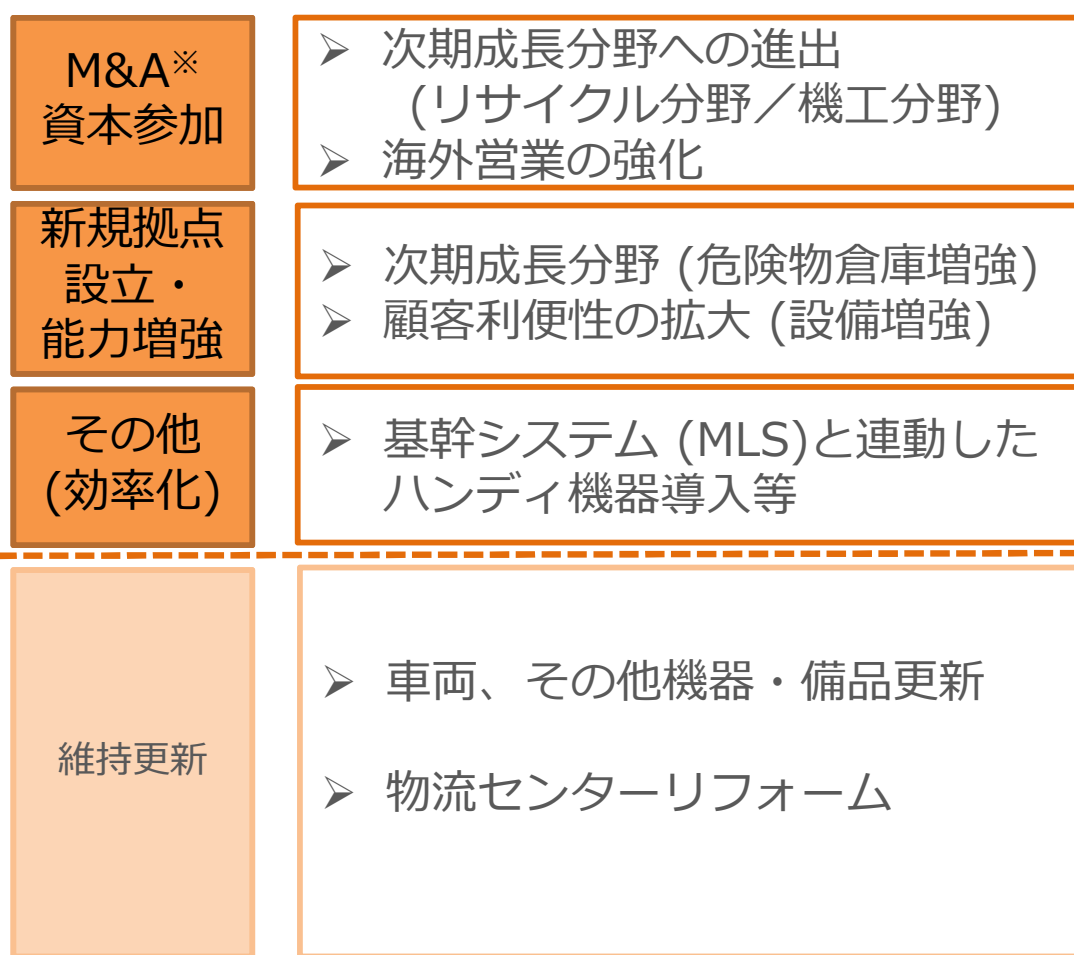 M&A※
資本参加
➢ 次期成長分野への進出
(リサイクル分野／機工分野)
➢ 海外営業の強化
新規拠点
設立・
能力増強
➢ 次期成長分野 (危険物倉庫増強)
➢ 顧客利便性の拡大 (設備増強)
その他
(効率化)
➢ 基幹システム (MLS)と連動した
ハンディ機器導入等
維持更新
➢ 車両、その他機器・備品更新
➢ 物流センターリフォーム